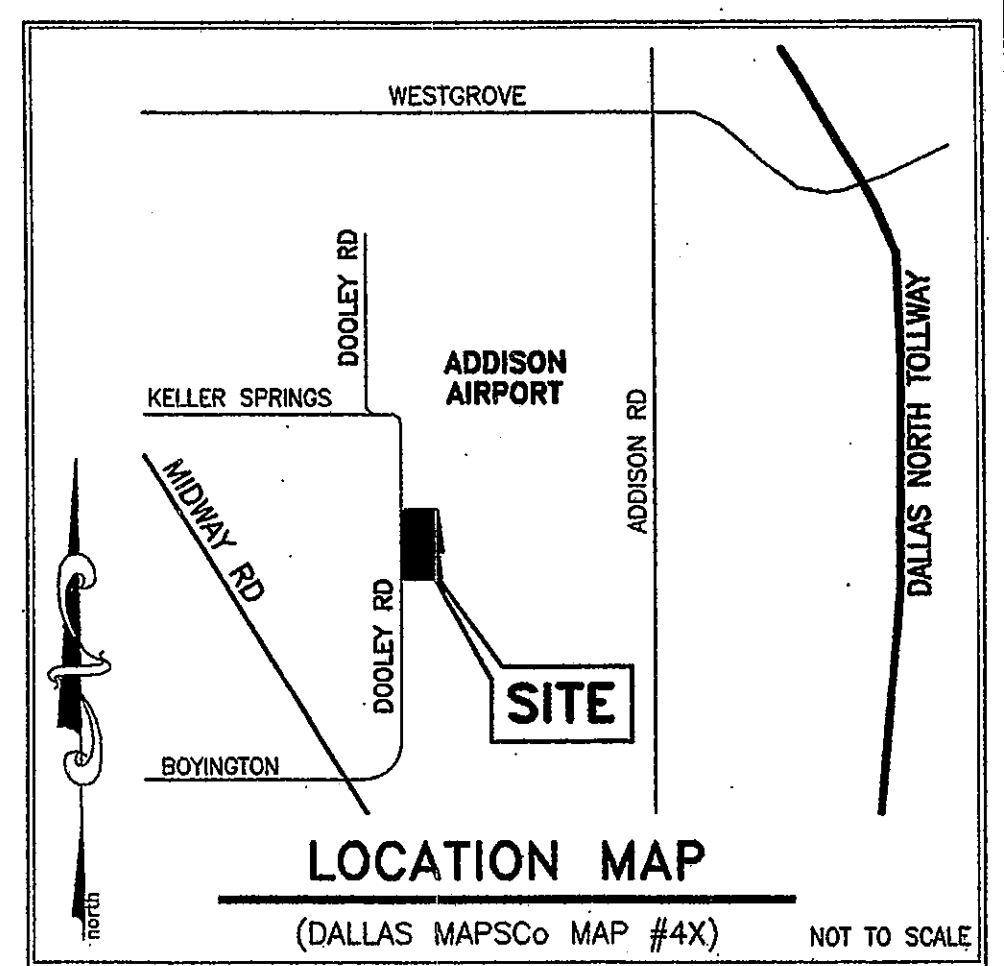 WESTGROVE
DOOLEY RD
ADDISON
AIRPORT
KELLER SPRINGS
ADDISON RD
DALLAS NORTH TOLLWAY
MIDWAY RD
DOOLEY RD
SITE
BOYINGTON
LOCATION MAP
(DALLAS MAPSCo MAP #4X)
NOT TO SCALE
north